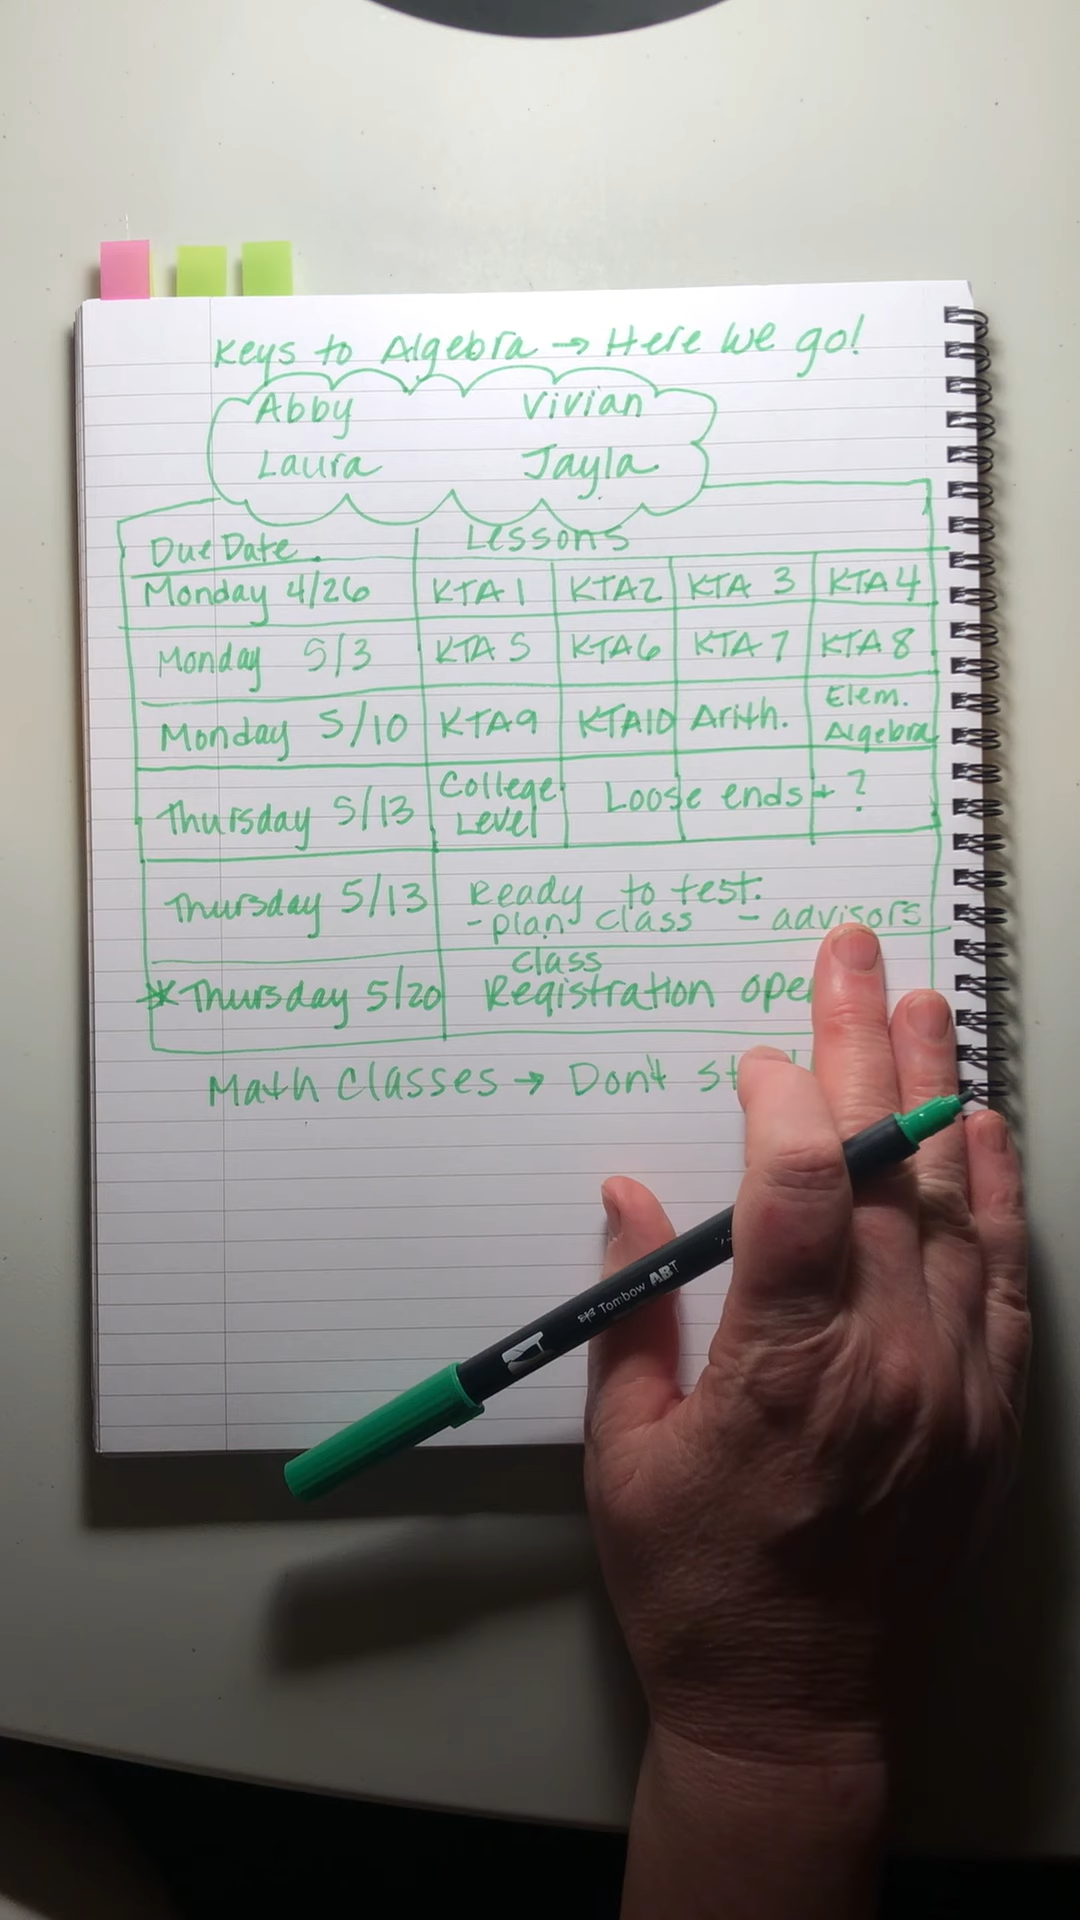 Keys to Algebra → Here we go!
Abby Vivian
Laura Jayla
Due Date Lessons
Monday 4/26 KTA 1 KTA2 KTA 3 KTA 4
Monday 5/3 KTA 5 KTA6 KTA 7 KTA 8
Monday 5/10 KTA9 KTA10 Arith. Elem. Algebra
Thursday 5/13 College Level Loose ends + ?
Thursday 5/13 Ready to test.
- plan class - advisors
class
* Thursday 5/20 Registration
Math Classes → Don't
Tombow ABT